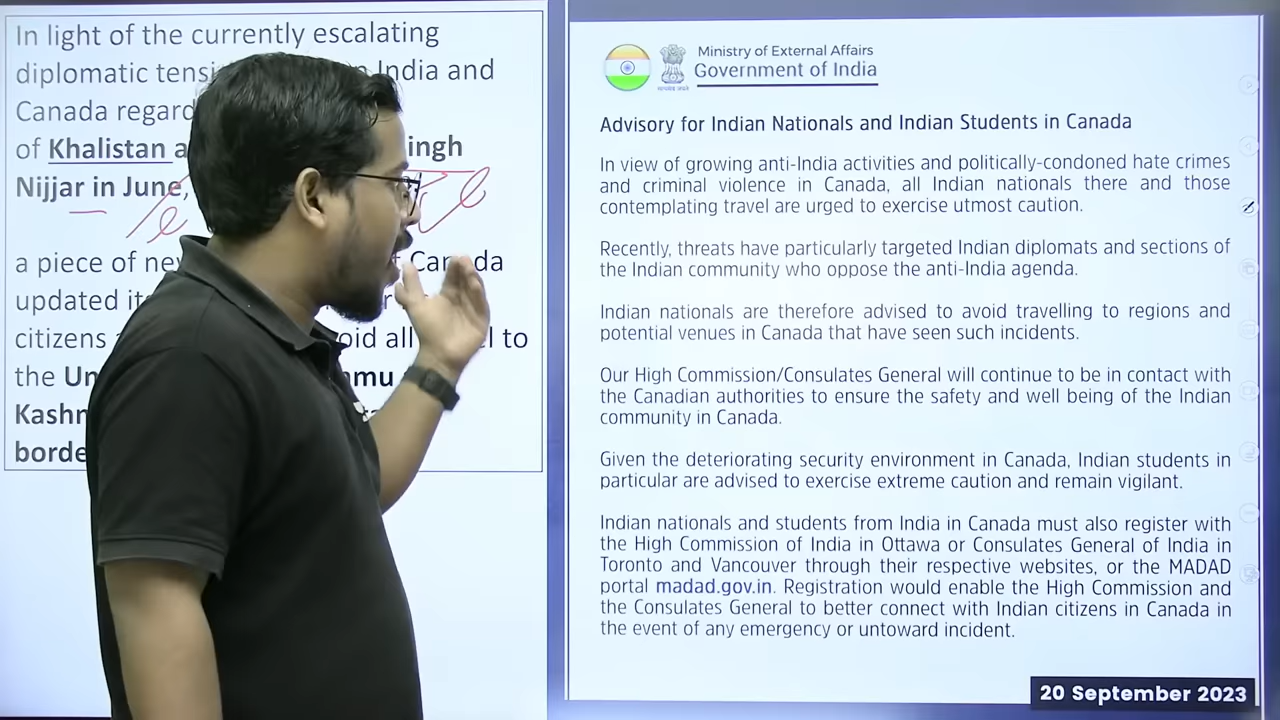 In light of the currently escalating
diplomatic India and
Canada
of Khalistan ingh
Nijjar in June,
a piece of Canada
updated
citizens all to
the
Ministry of External Affairs
Government of India
Advisory for Indian Nationals and Indian Students in Canada
In view of growing anti-India activities and politically-condoned hate crimes
and criminal violence in Canada, all Indian nationals there and those
contemplating travel are urged to exercise utmost caution.
Recently, threats have particularly targeted Indian diplomats and sections of
the Indian community who oppose the anti-India agenda.
Indian nationals are therefore advised to avoid travelling to regions and
potential venues in Canada that have seen such incidents.
Our High Commission/Consulates General will continue to be in contact with
the Canadian authorities to ensure the safety and well being of the Indian
community in Canada.
Given the deteriorating security environment in Canada, Indian students in
particular are advised to exercise extreme caution and remain vigilant.
Indian nationals and students from India in Canada must also register with
the High Commission of India in Ottawa or Consulates General of India in
Toronto and Vancouver through their respective websites, or the MADAD
portal madad.gov.in. Registration would enable the High Commission and
the Consulates General to better connect with Indian citizens in Canada in
the event of any emergency or untoward incident.
20 September 2023